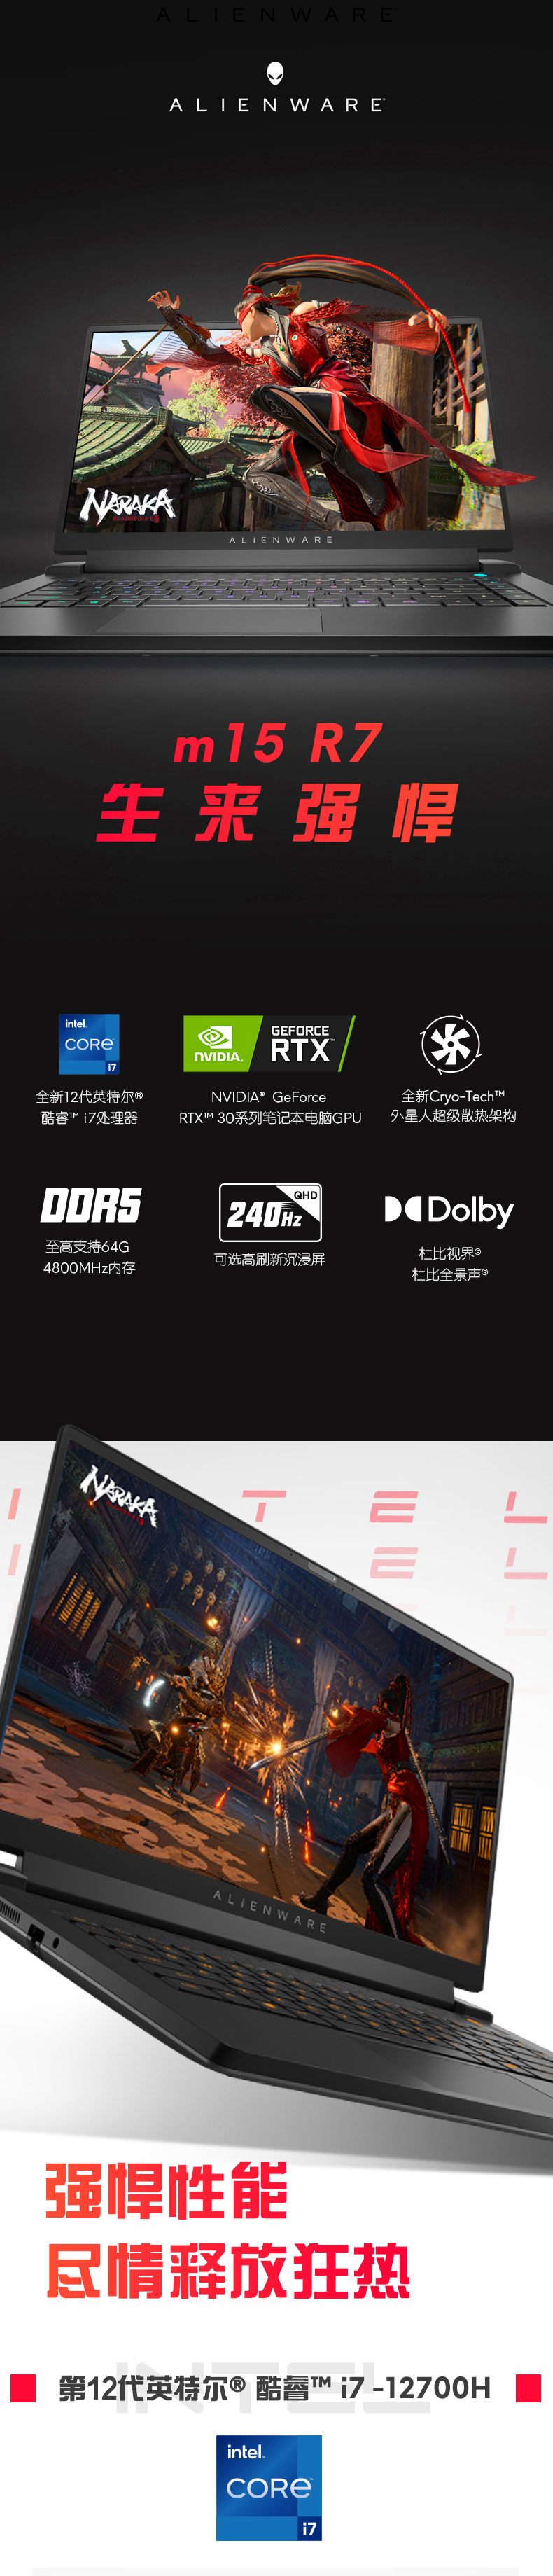 ALIENWARE
ALIENWARE™
NARAKA
BLADEPOINT
ALIENWARE
m15 R7
生来强悍
intel.
CORE
i7
NVIDIA.
GEFORCE
RTX™
全新12代英特尔®
酷睿™ i7处理器
NVIDIA® GeForce
RTX™ 30系列笔记本电脑GPU
全新Cryo-Tech™
外星人超级散热架构
DDR5
QHD
240Hz
Dolby
至高支持64G
4800MHz内存
可选高刷新沉浸屏
杜比视界®
杜比全景声®
I T E L
I E L
NARAKA
ALIENWARE
强悍性能
尽情释放狂热
INTEL
第12代英特尔® 酷睿™ i7 -12700H
intel.
CORE™
i7